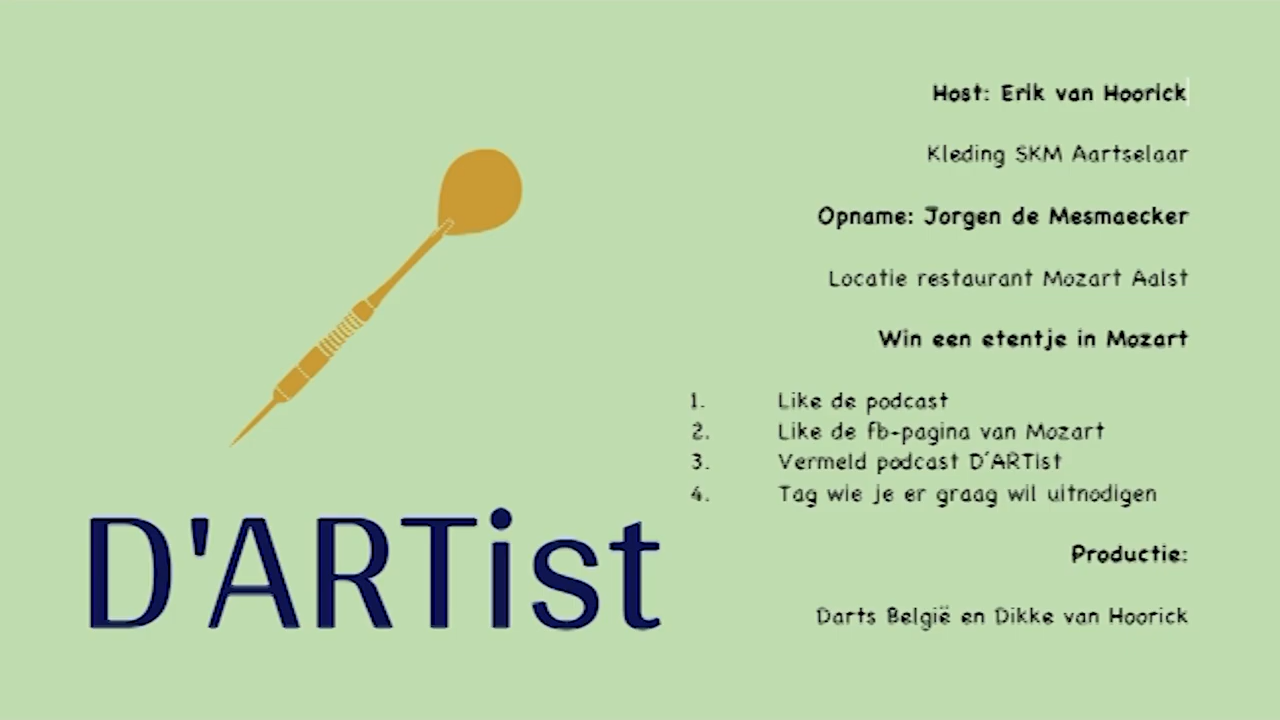 D'ARTist
Host: Erik van Hoorick
Kleding SKM Aartselaar
Opname: Jorgen de Mesmaecker
Locatie restaurant Mozart Aalst
Win een etentje in Mozart
1. Like de podcast
2. Like de fb-pagina van Mozart
3. Vermeld podcast D´ARTist
4. Tag wie je er graag wil uitnodigen
Productie:
Darts België en Dikke van Hoorick